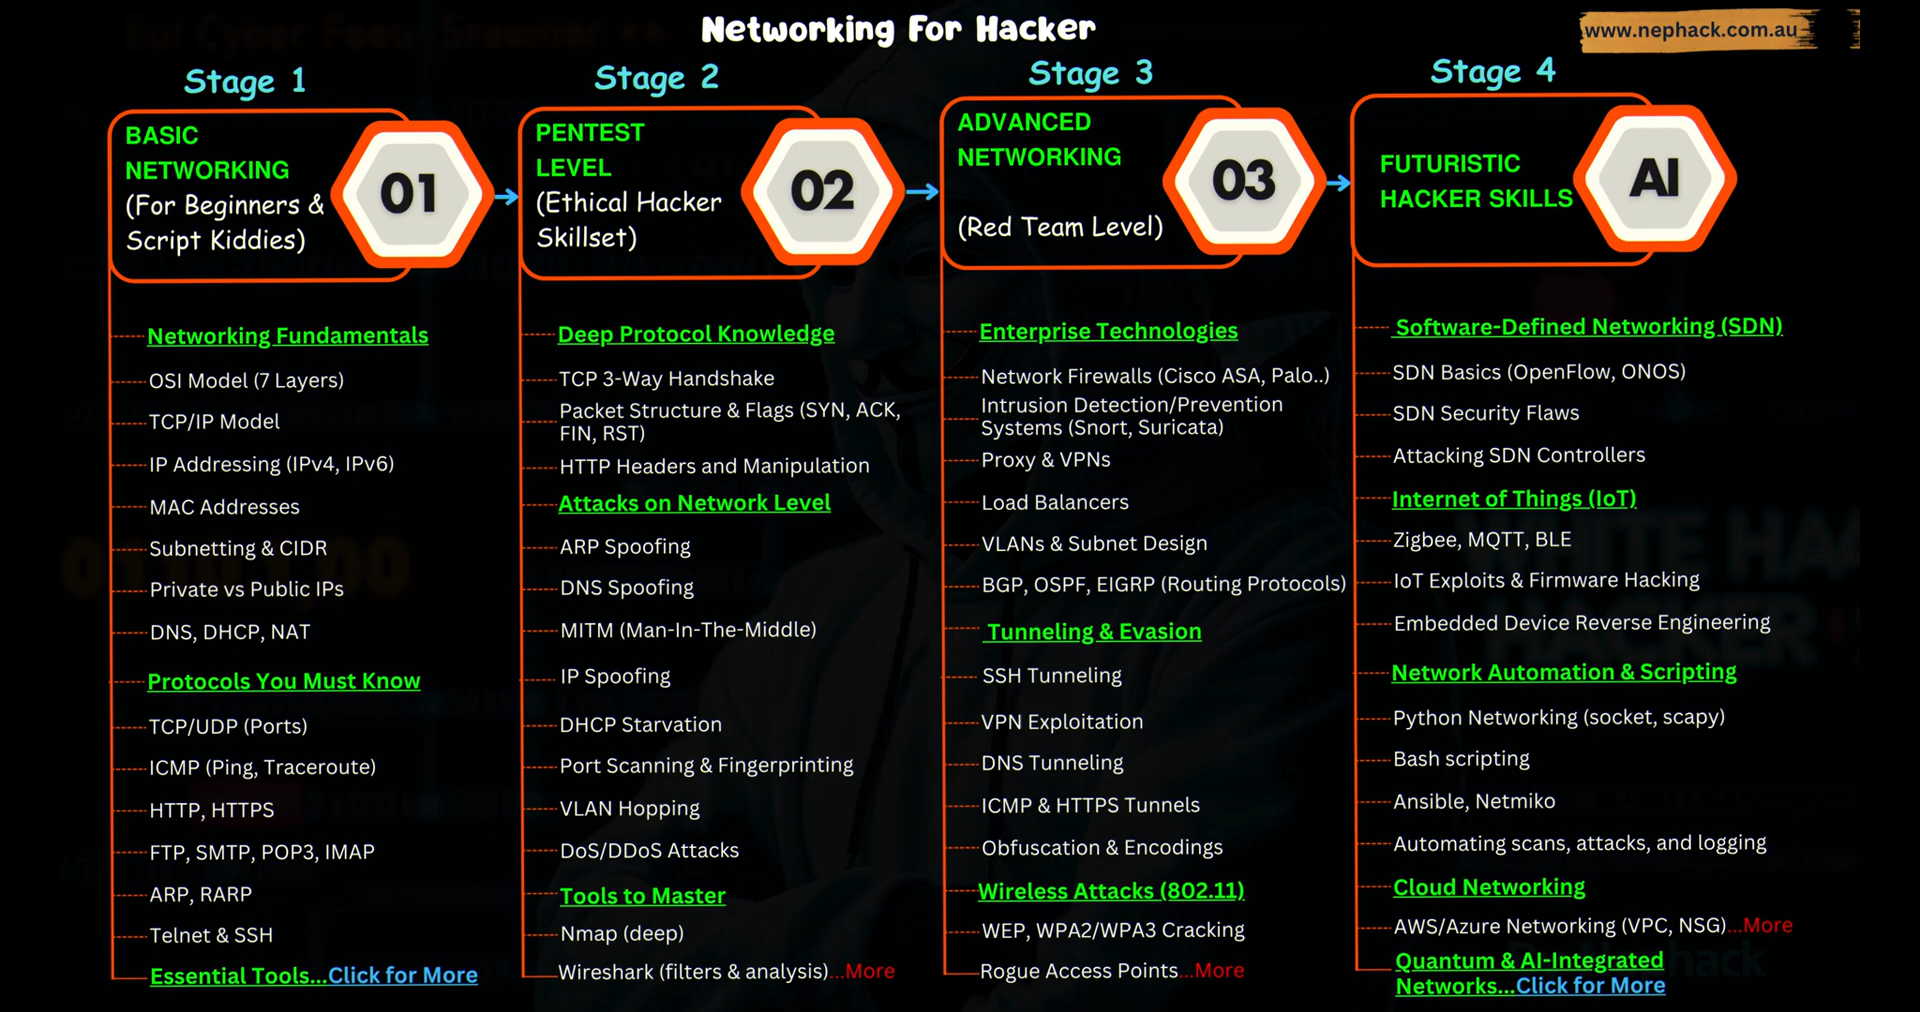 Networking For Hacker
www.nephack.com.au
Stage 1
BASIC
NETWORKING
(For Beginners &
Script Kiddies)
01
Networking Fundamentals
OSI Model (7 Layers)
TCP/IP Model
IP Addressing (IPv4, IPv6)
MAC Addresses
Subnetting & CIDR
Private vs Public IPs
DNS, DHCP, NAT
Protocols You Must Know
TCP/UDP (Ports)
ICMP (Ping, Traceroute)
HTTP, HTTPS
FTP, SMTP, POP3, IMAP
ARP, RARP
Telnet & SSH
Essential Tools...Click for More
Stage 2
PENTEST
LEVEL
(Ethical Hacker
Skillset)
02
Deep Protocol Knowledge
TCP 3-Way Handshake
Packet Structure & Flags (SYN, ACK,
FIN, RST)
HTTP Headers and Manipulation
Attacks on Network Level
ARP Spoofing
DNS Spoofing
MITM (Man-In-The-Middle)
IP Spoofing
DHCP Starvation
Port Scanning & Fingerprinting
VLAN Hopping
DoS/DDoS Attacks
Tools to Master
Nmap (deep)
Wireshark (filters & analysis)...More
Stage 3
ADVANCED
NETWORKING
(Red Team Level)
03
Enterprise Technologies
Network Firewalls (Cisco ASA, Palo..)
Intrusion Detection/Prevention
Systems (Snort, Suricata)
Proxy & VPNs
Load Balancers
VLANs & Subnet Design
BGP, OSPF, EIGRP (Routing Protocols)
Tunneling & Evasion
SSH Tunneling
VPN Exploitation
DNS Tunneling
ICMP & HTTPS Tunnels
Obfuscation & Encodings
Wireless Attacks (802.11)
WEP, WPA2/WPA3 Cracking
Rogue Access Points...More
Stage 4
FUTURISTIC
HACKER SKILLS
AI
Software-Defined Networking (SDN)
SDN Basics (OpenFlow, ONOS)
SDN Security Flaws
Attacking SDN Controllers
Internet of Things (IoT)
Zigbee, MQTT, BLE
IoT Exploits & Firmware Hacking
Embedded Device Reverse Engineering
Network Automation & Scripting
Python Networking (socket, scapy)
Bash scripting
Ansible, Netmiko
Automating scans, attacks, and logging
Cloud Networking
AWS/Azure Networking (VPC, NSG)...More
Quantum & AI-Integrated
Networks...Click for More